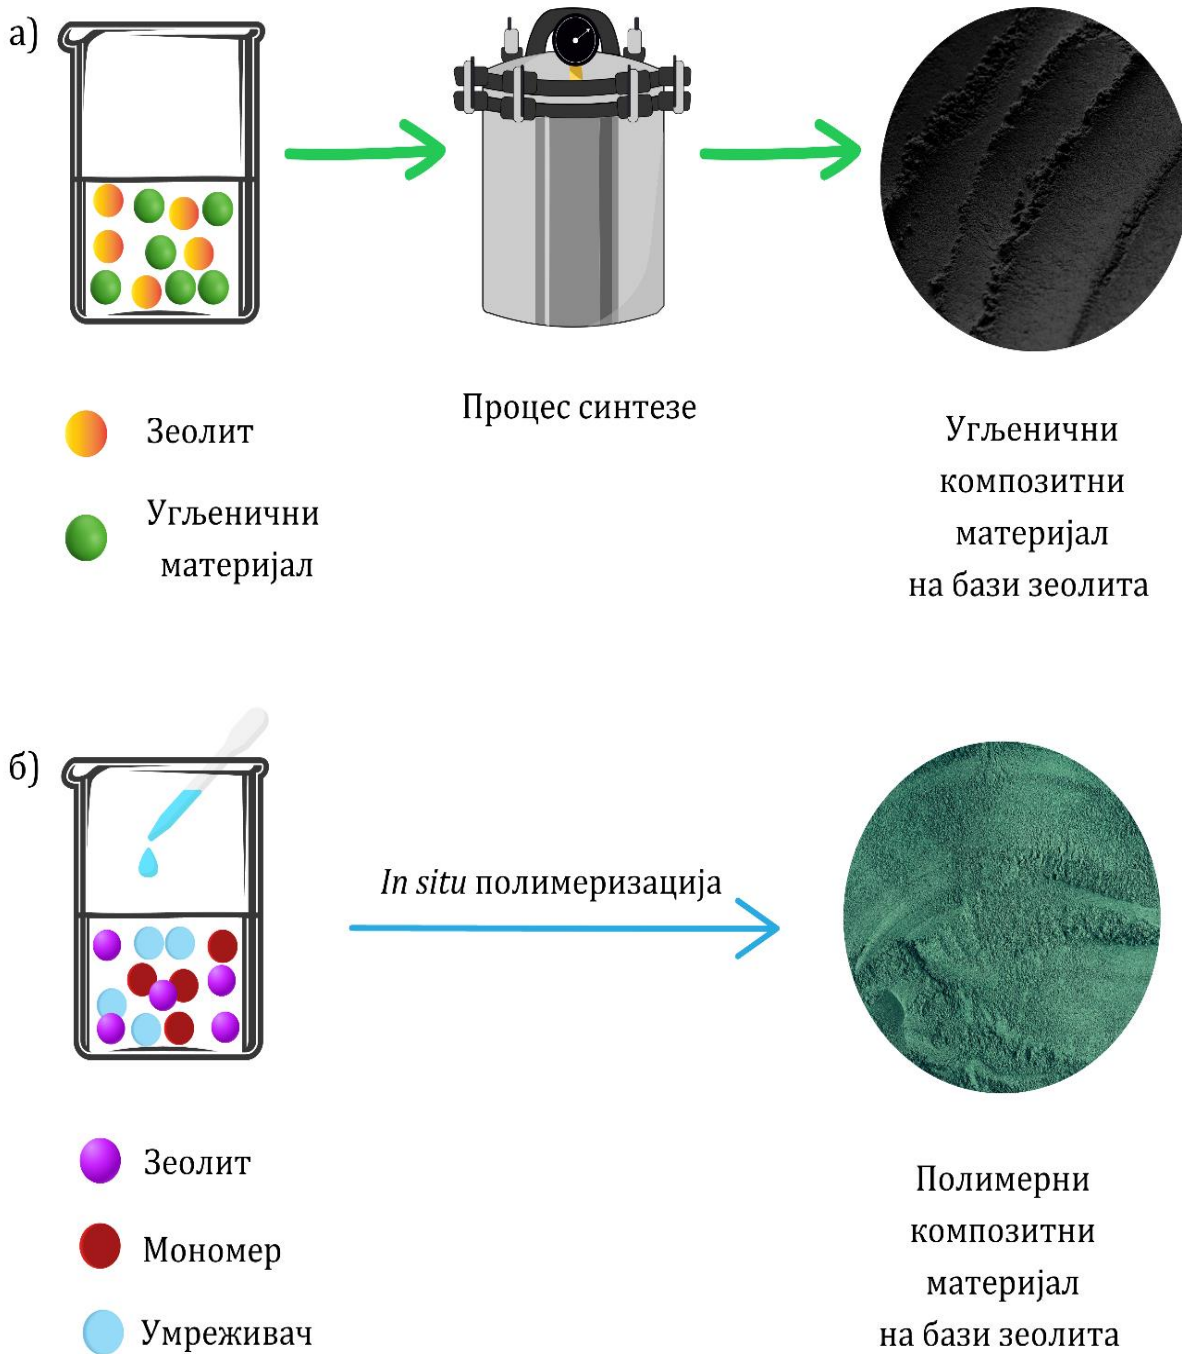 а)
Зеолит
Угљенични
материјал
Процес синтезе
Угљенични
композитни
материјал
на бази зеолита
б)
In situ полимеризација
Зеолит
Мономер
Умреживач
Полимерни
композитни
материјал
на бази зеолита